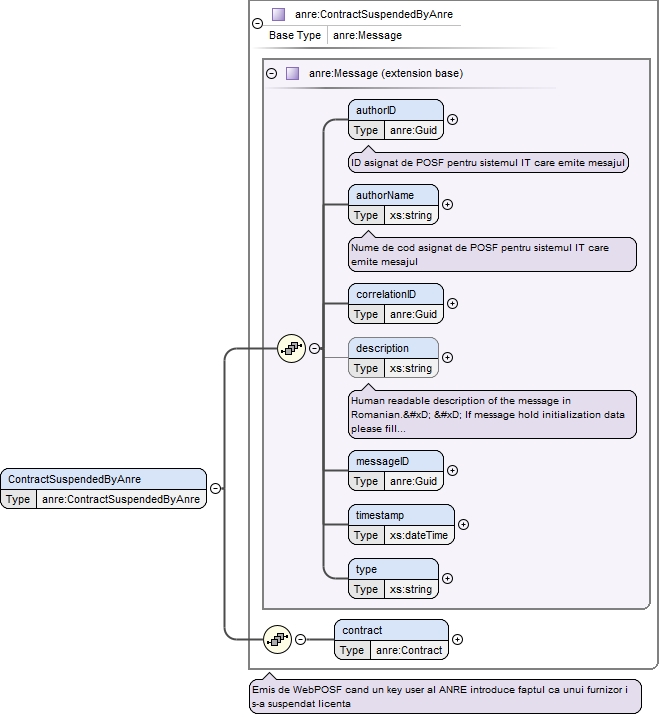 anre:ContractSuspendedByAnre
Base Type anre:Message
anre:Message (extension base)
authorID
Type anre:Guid
ID asignat de POSF pentru sistemul IT care emite mesajul
authorName
Type xs:string
Nume de cod asignat de POSF pentru sistemul IT care
emite mesajul
correlationID
Type anre:Guid
description
Type xs:string
Human readable description of the message in
Romanian.&#xD; &#xD; If message hold initialization data
please fill...
messageID
Type anre:Guid
ContractSuspendedByAnre
Type anre:ContractSuspendedByAnre
timestamp
Type xs:dateTime
type
Type xs:string
contract
Type anre:Contract
Emis de WebPOSF cand un key user al ANRE introduce faptul ca unui furnizor i
s-a suspendat licenta